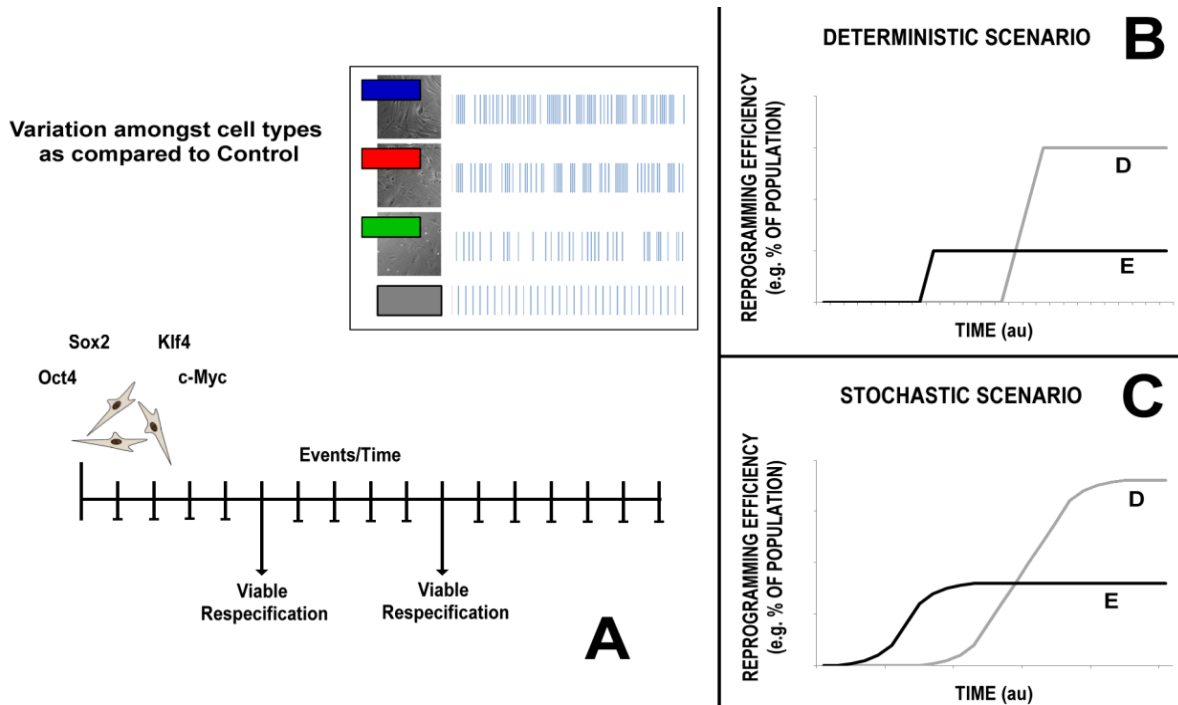 Variation amongst cell types
as compared to Control
Sox2
Klf4
Oct4
c-Myc
Events/Time
Viable
Respecification
Viable
Respecification
A
B
DETERMINISTIC SCENARIO
REPROGRAMMING EFFICIENCY
(e.g. % OF POPULATION)
D
E
TIME (au)
C
STOCHASTIC SCENARIO
REPROGRAMMING EFFICIENCY
(e.g. % OF POPULATION)
D
E
TIME (au)